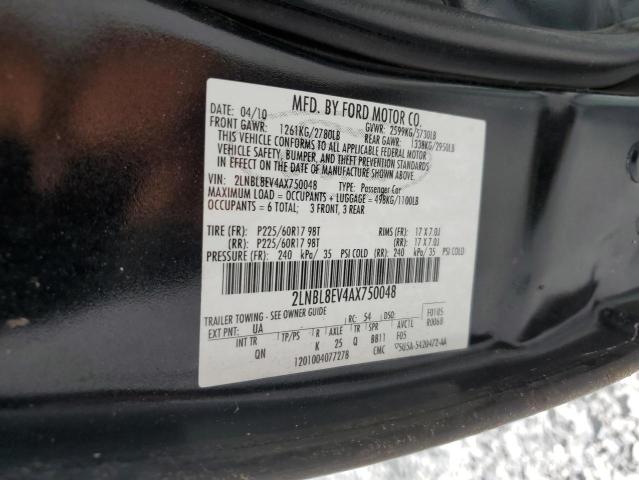 MFD. BY FORD MOTOR CO.
DATE: 04/10 GVWR: 2599KG/5730LB
FRONT GAWR: 1261KG/2780LB REAR GAWR: 1338KG/2950LB
THIS VEHICLE CONFORMS TO ALL APPLICABLE FEDERAL MOTOR
VEHICLE SAFETY, BUMPER, AND THEFT PREVENTION STANDARDS
IN EFFECT ON THE DATE OF MANUFACTURE SHOWN ABOVE.
VIN: 2LNBL8EV4AX750048 TYPE: Passenger Car
MAXIMUM LOAD = OCCUPANTS + LUGGAGE = 498KG/1100LB
OCCUPANTS = 6 TOTAL; 3 FRONT, 3 REAR
TIRE (FR): P225/60R17 98T RIMS (FR): 17 X 7.0J
(RR): P225/60R17 98T (RR): 17 X 7.0J
PRESSURE (FR): 240 kPa/ 35 PSI COLD (RR): 240 kPa/ 35 PSI COLD
2LNBL8EV4AX750048
TRAILER TOWING - SEE OWNER GUIDE F0105
EXT PNT: UA RC: 54 DSO: R0060
INT TR TP/PS R AXLE TR SPR AVCTL
QN K 25 Q BB11 F05
1201004077278 CMC